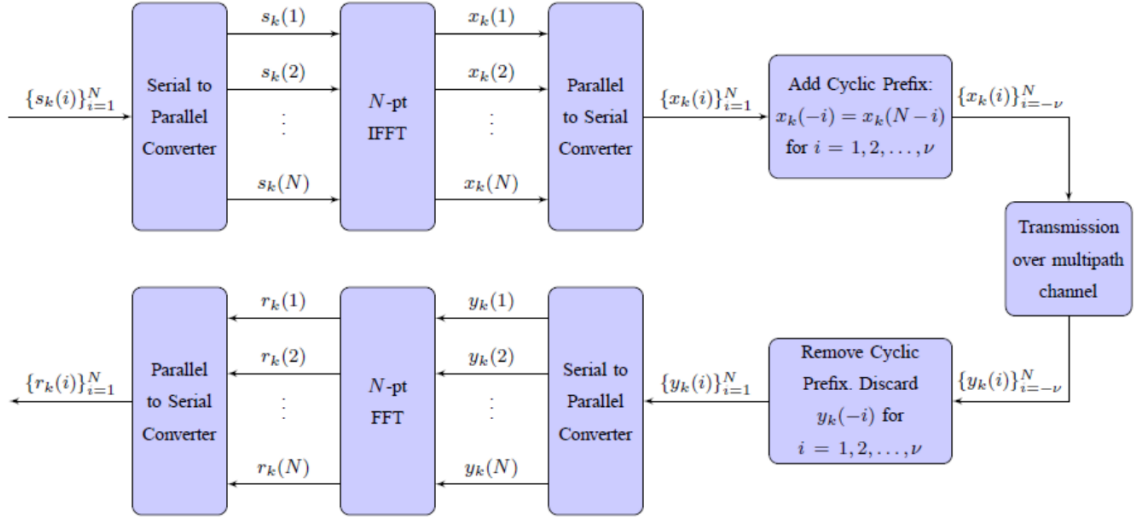 {s_k(i)}_{i=1}^N
Serial to
Parallel
Converter
s_k(1)
s_k(2)
⋮
s_k(N)
N-pt
IFFT
x_k(1)
x_k(2)
⋮
x_k(N)
Parallel
to Serial
Converter
{x_k(i)}_{i=1}^N
Add Cyclic Prefix:
x_k(−i) = x_k(N−i)
for i = 1, 2, . . . , ν
{x_k(i)}_{i=−ν}^N
Transmission
over multipath
channel
{y_k(i)}_{i=−ν}^N
Remove Cyclic
Prefix. Discard
y_k(−i) for
i = 1, 2, . . . , ν
{y_k(i)}_{i=1}^N
Serial to
Parallel
Converter
y_k(1)
y_k(2)
⋮
y_k(N)
N-pt
FFT
r_k(1)
r_k(2)
⋮
r_k(N)
Parallel
to Serial
Converter
{r_k(i)}_{i=1}^N